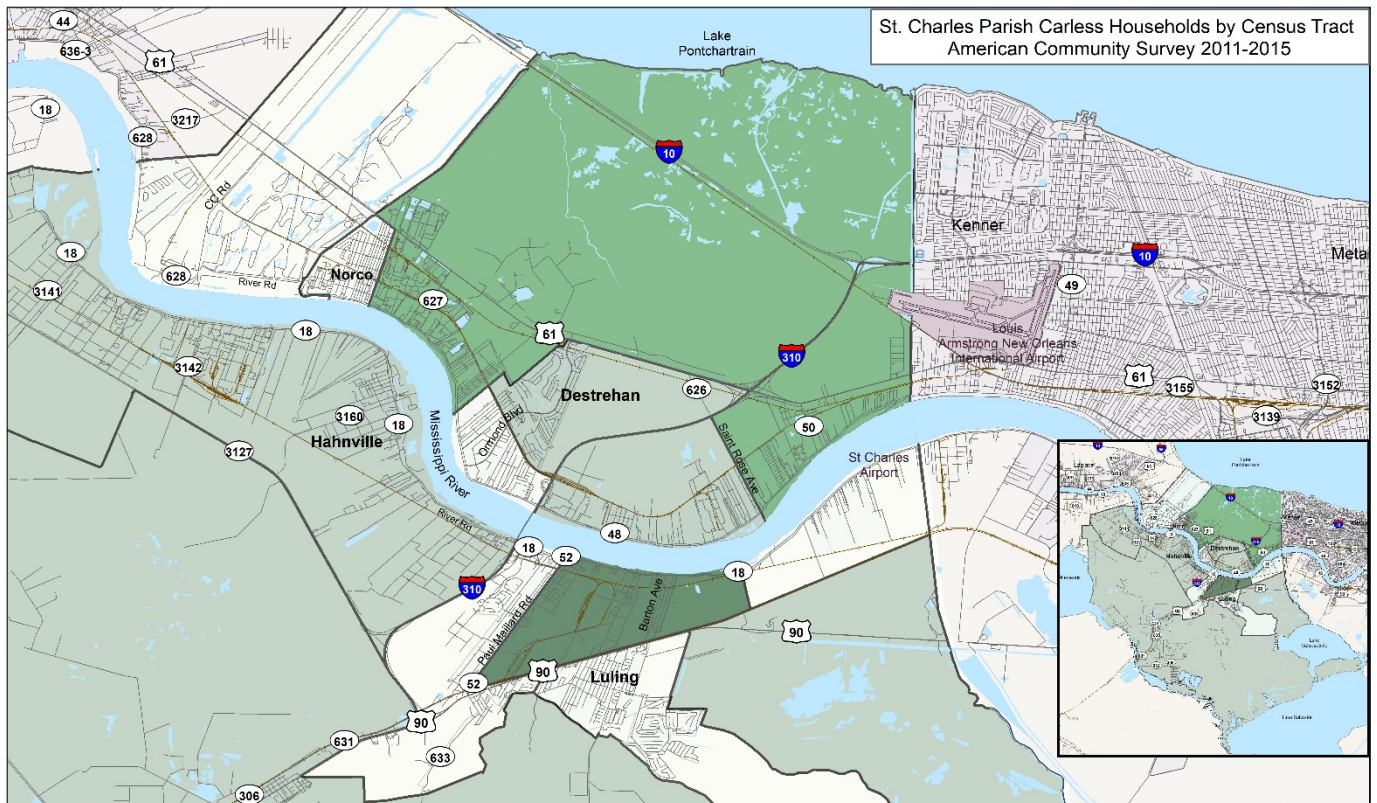 St. Charles Parish Carless Households by Census Tract
American Community Survey 2011-2015
Lake
Pontchartrain
44
636-3
61
18
3217
628
10
CC Rd
Kenner
10
Metai
18
49
Norco
628
River Rd
3141
627
18
61
Louis
Armstrong New Orleans
International Airport
310
3142
61
3155
3152
626
Destrehan
3139
3160
18
Ormond Blvd
50
Hahnville
Mississippi River
Saint Rose Ave
3127
St Charles
Airport
River Rd
48
18
52
18
310
Barton Ave
Paul Maillard Rd
90
90
52
Luling
90
631
633
306